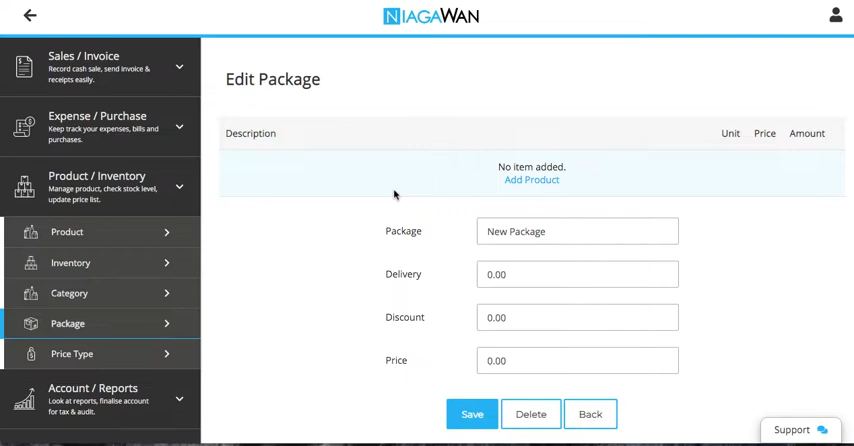 NIAGAWAN
Sales / Invoice
Record cash sale, send invoice &
receipts easily.
Expense / Purchase
Keep track your expenses, bills and
purchases.
Product / Inventory
Manage product, check stock level,
update price list.
Product
Inventory
Category
Package
Price Type
Account / Reports
Look at reports, finalise account
for tax & audit.
Edit Package
Description Unit Price Amount
No item added.
Add Product
Package New Package
Delivery 0.00
Discount 0.00
Price 0.00
Save Delete Back
Support